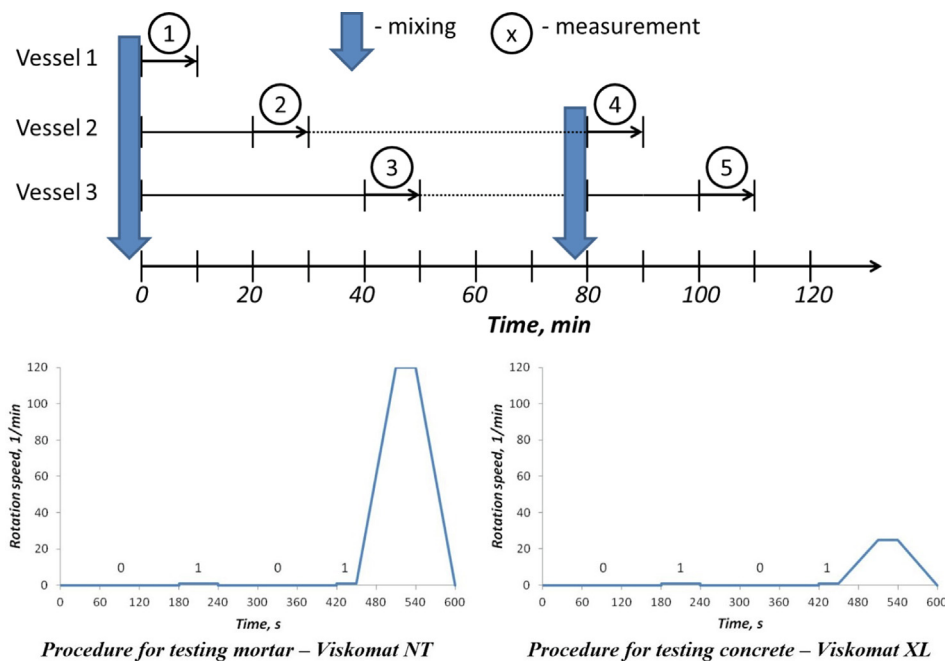 1 - mixing x - measurement
Vessel 1
2 4
Vessel 2
3 5
Vessel 3
0 20 40 60 80 100 120
Time, min
120
100
80
60
40
20
0
Rotation speed, 1/min
0 1 0 1
0 60 120 180 240 300 360 420 480 540 600
Time, s
Procedure for testing mortar – Viskomat NT
120
100
80
60
40
20
0
Rotation speed, 1/min
0 1 0 1
0 60 120 180 240 300 360 420 480 540 600
Time, s
Procedure for testing concrete – Viskomat XL